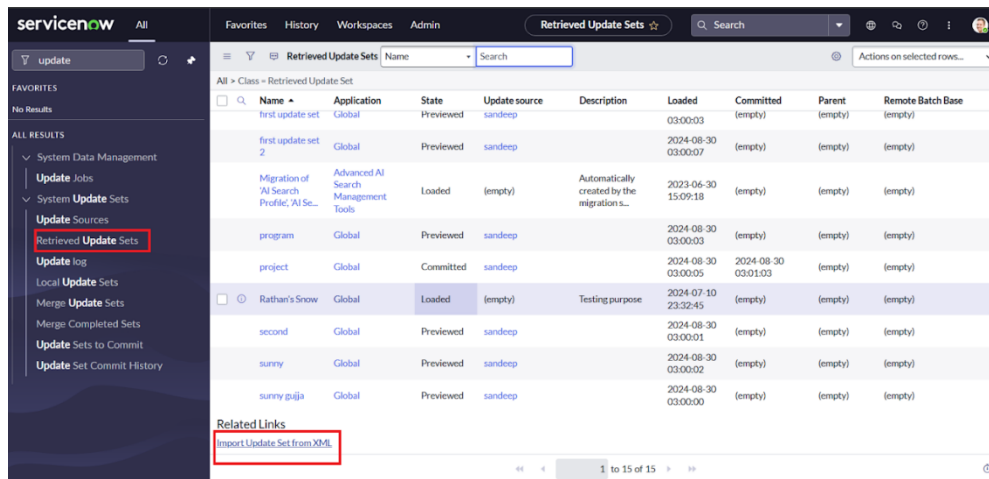 servicenow All Favorites History Workspaces Admin Retrieved Update Sets Search
update
FAVORITES
No Results
ALL RESULTS
System Data Management
Update Jobs
System Update Sets
Update Sources
Retrieved Update Sets
Update log
Local Update Sets
Merge Update Sets
Merge Completed Sets
Update Sets to Commit
Update Set Commit History
Retrieved Update Sets Name Search Actions on selected rows...
All > Class = Retrieved Update Set
Name Application State Update source Description Loaded Committed Parent Remote Batch Base
first update set Global Previewed sandeep 03:00:03 (empty) (empty) (empty)
first update set
2 Global Previewed sandeep 2024-08-30
03:00:07 (empty) (empty) (empty)
Migration of
'AI Search
Profile', 'AI Se... Advanced AI
Search
Management
Tools Loaded (empty) Automatically
created by the
migration s... 2023-06-30
15:09:18 (empty) (empty) (empty)
program Global Previewed sandeep 2024-08-30
03:00:03 (empty) (empty) (empty)
project Global Committed sandeep 2024-08-30
03:00:05 2024-08-30
03:01:03 (empty) (empty)
Rathan's Snow Global Loaded (empty) Testing purpose 2024-07-10
23:32:45 (empty) (empty) (empty)
second Global Previewed sandeep 2024-08-30
03:00:01 (empty) (empty) (empty)
sunny Global Previewed sandeep 2024-08-30
03:00:02 (empty) (empty) (empty)
sunny gujja Global Previewed sandeep 2024-08-30
03:00:00 (empty) (empty) (empty)
Related Links
Import Update Set from XML
1 to 15 of 15